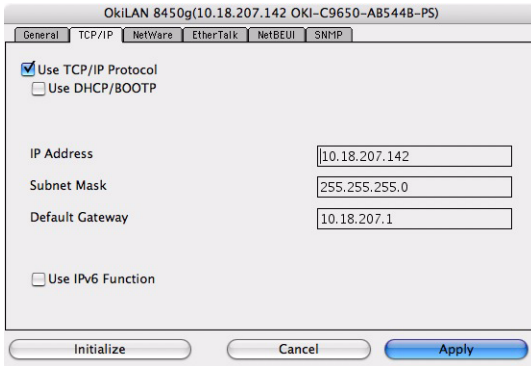 OkiLAN 8450g(10.18.207.142 OKI-C9650-AB544B-PS)
General TCP/IP NetWare EtherTalk NetBEUI SNMP
Use TCP/IP Protocol
Use DHCP/BOOTP
IP Address 10.18.207.142
Subnet Mask 255.255.255.0
Default Gateway 10.18.207.1
Use IPv6 Function
Initialize Cancel Apply